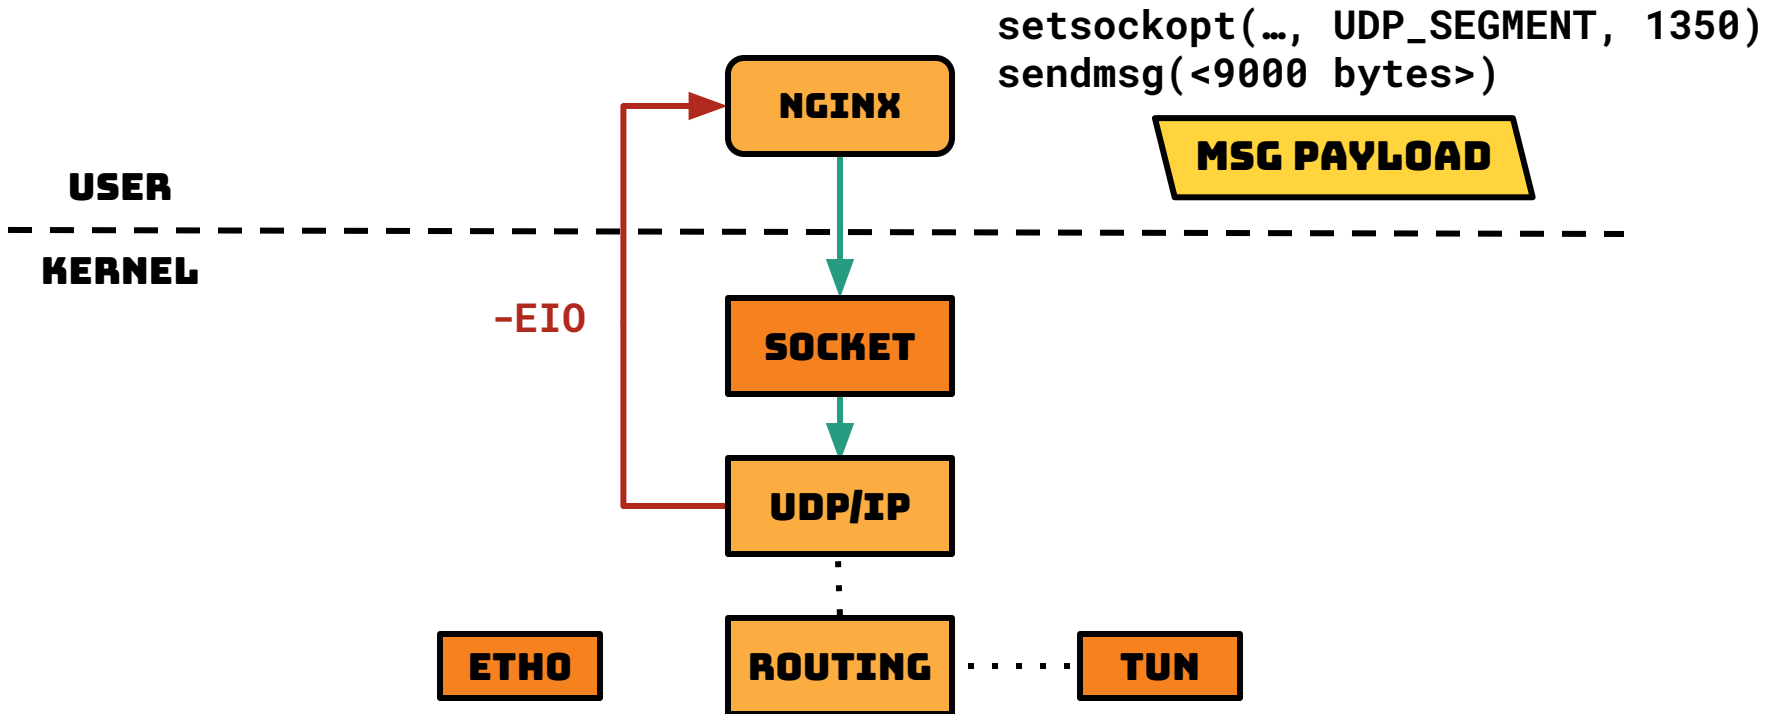 setsockopt(…, UDP_SEGMENT, 1350)
sendmsg(<9000 bytes>)
NGINX
MSG PAYLOAD
USER
KERNEL
-EIO
SOCKET
UDP/IP
ETH0
ROUTING
TUN